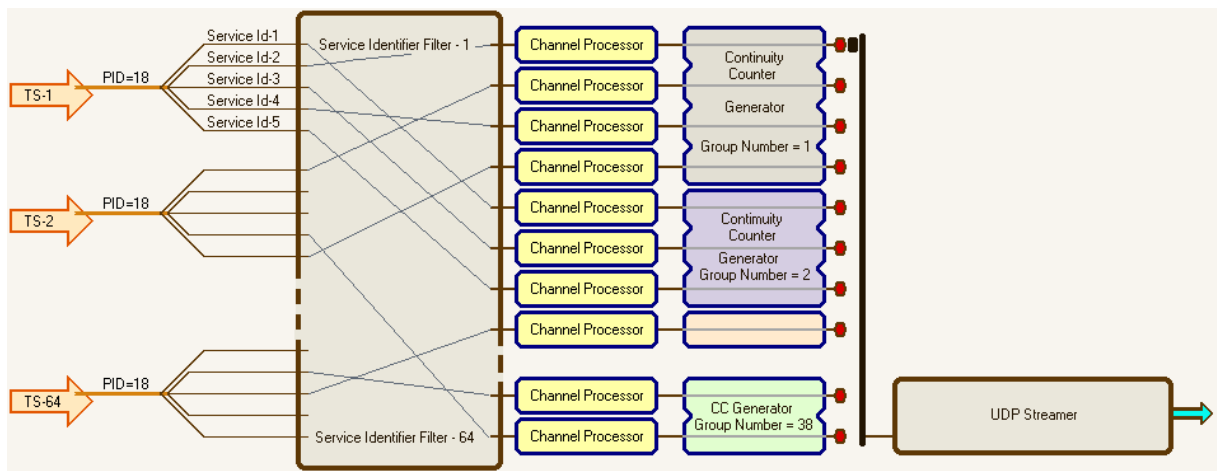 TS-1
PID=18
Service Id-1
Service Id-2
Service Id-3
Service Id-4
Service Id-5
TS-2
PID=18
TS-64
PID=18
Service Identifier Filter - 1
Service Identifier Filter - 64
Channel Processor
Channel Processor
Channel Processor
Channel Processor
Channel Processor
Channel Processor
Channel Processor
Channel Processor
Channel Processor
Channel Processor
Continuity
Counter
Generator
Group Number = 1
Continuity
Counter
Generator
Group Number = 2
CC Generator
Group Number = 38
UDP Streamer